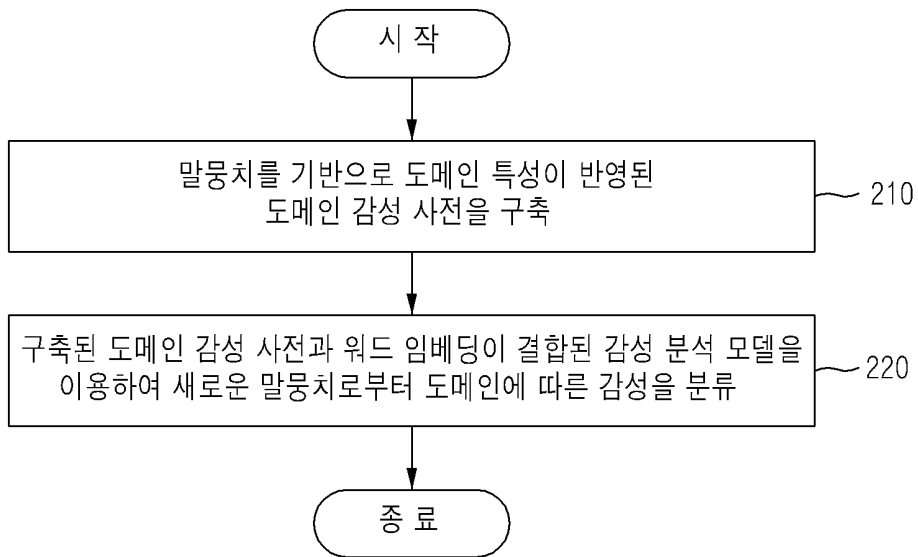 시 작
말뭉치를 기반으로 도메인 특성이 반영된
도메인 감성 사전을 구축
210
구축된 도메인 감성 사전과 워드 임베딩이 결합된 감성 분석 모델을
이용하여 새로운 말뭉치로부터 도메인에 따른 감성을 분류
220
종 료